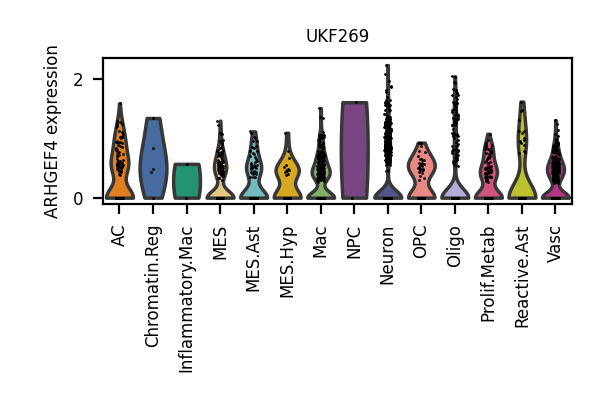 UKF269
ARHGEF4 expression
2
0
AC
Chromatin.Reg
Inflammatory.Mac
MES
MES.Ast
MES.Hyp
Mac
NPC
Neuron
OPC
Oligo
Prolif.Metab
Reactive.Ast
Vasc